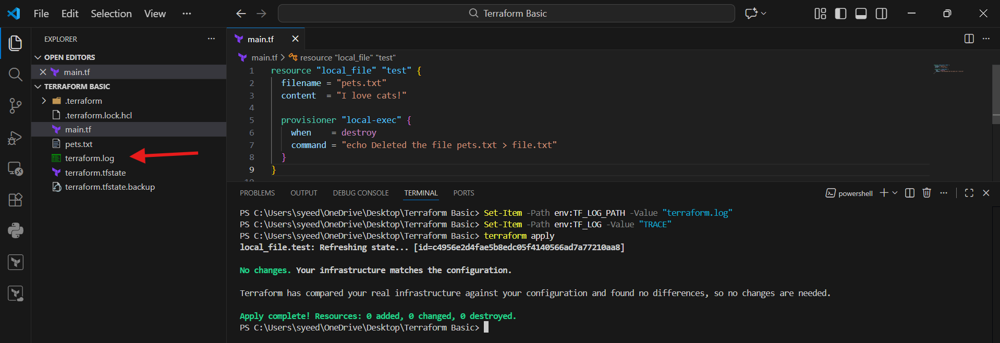 File Edit Selection View ···
Terraform Basic
EXPLORER ···
OPEN EDITORS
main.tf
TERRAFORM BASIC
.terraform
.terraform.lock.hcl
main.tf
pets.txt
terraform.log
terraform.tfstate
terraform.tfstate.backup
main.tf
main.tf > resource "local_file" "test"
1 resource "local_file" "test" {
2 filename = "pets.txt"
3 content  = "I love cats!"
4
5 provisioner "local-exec" {
6 when    = destroy
7 command = "echo Deleted the file pets.txt > file.txt"
8 }
9 }
10
PROBLEMS OUTPUT DEBUG CONSOLE TERMINAL PORTS
powershell
PS C:\Users\syeed\OneDrive\Desktop\Terraform Basic> Set-Item -Path env:TF_LOG_PATH -Value "terraform.log"
PS C:\Users\syeed\OneDrive\Desktop\Terraform Basic> Set-Item -Path env:TF_LOG -Value "TRACE"
PS C:\Users\syeed\OneDrive\Desktop\Terraform Basic> terraform apply
local_file.test: Refreshing state... [id=c4956e2d4fae5b8edc05f4140566ad7a77210aa8]
No changes. Your infrastructure matches the configuration.
Terraform has compared your real infrastructure against your configuration and found no differences, so no changes are needed.
Apply complete! Resources: 0 added, 0 changed, 0 destroyed.
PS C:\Users\syeed\OneDrive\Desktop\Terraform Basic>